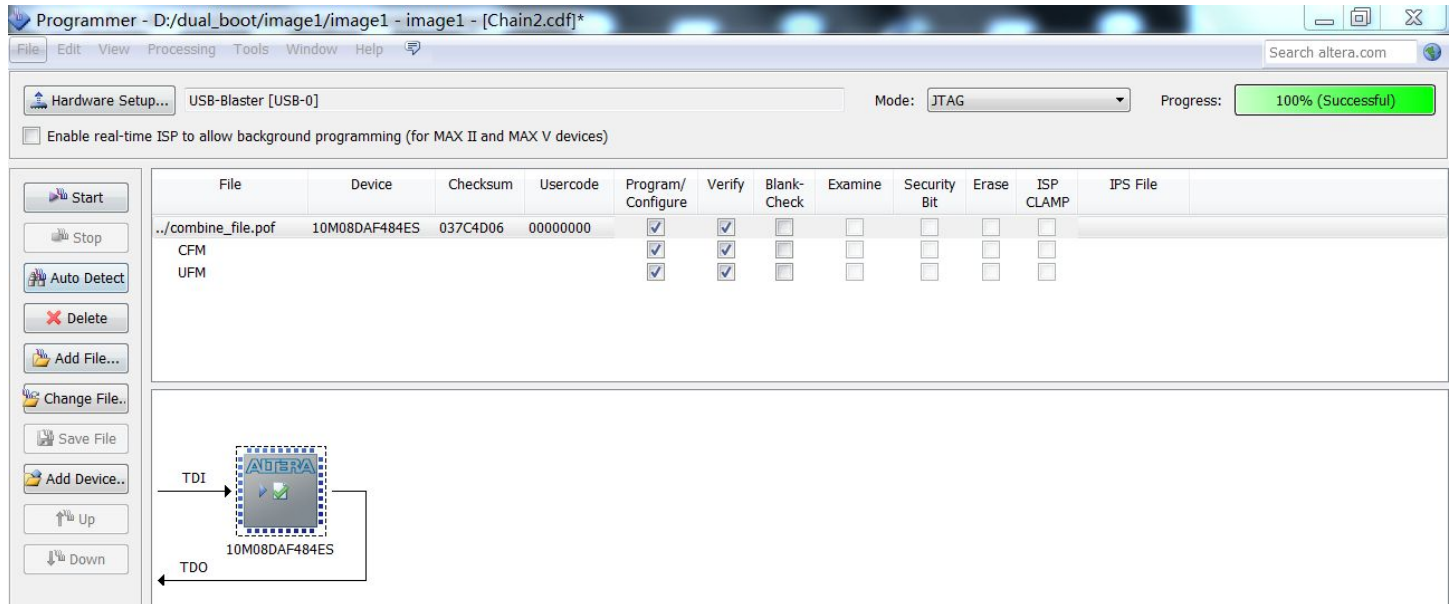 Programmer - D:/dual_boot/image1/image1 - image1 - [Chain2.cdf]*
File Edit View Processing Tools Window Help
Search altera.com
Hardware Setup... USB-Blaster [USB-0] Mode: JTAG Progress: 100% (Successful)
Enable real-time ISP to allow background programming (for MAX II and MAX V devices)
Start
Stop
Auto Detect
Delete
Add File...
Change File..
Save File
Add Device..
Up
Down
File Device Checksum Usercode Program/ Verify Blank- Examine Security Erase ISP IPS File
Configure Check Bit CLAMP
../combine_file.pof 10M08DAF484ES 037C4D06 00000000
CFM
UFM
ALTERA
TDI
10M08DAF484ES
TDO